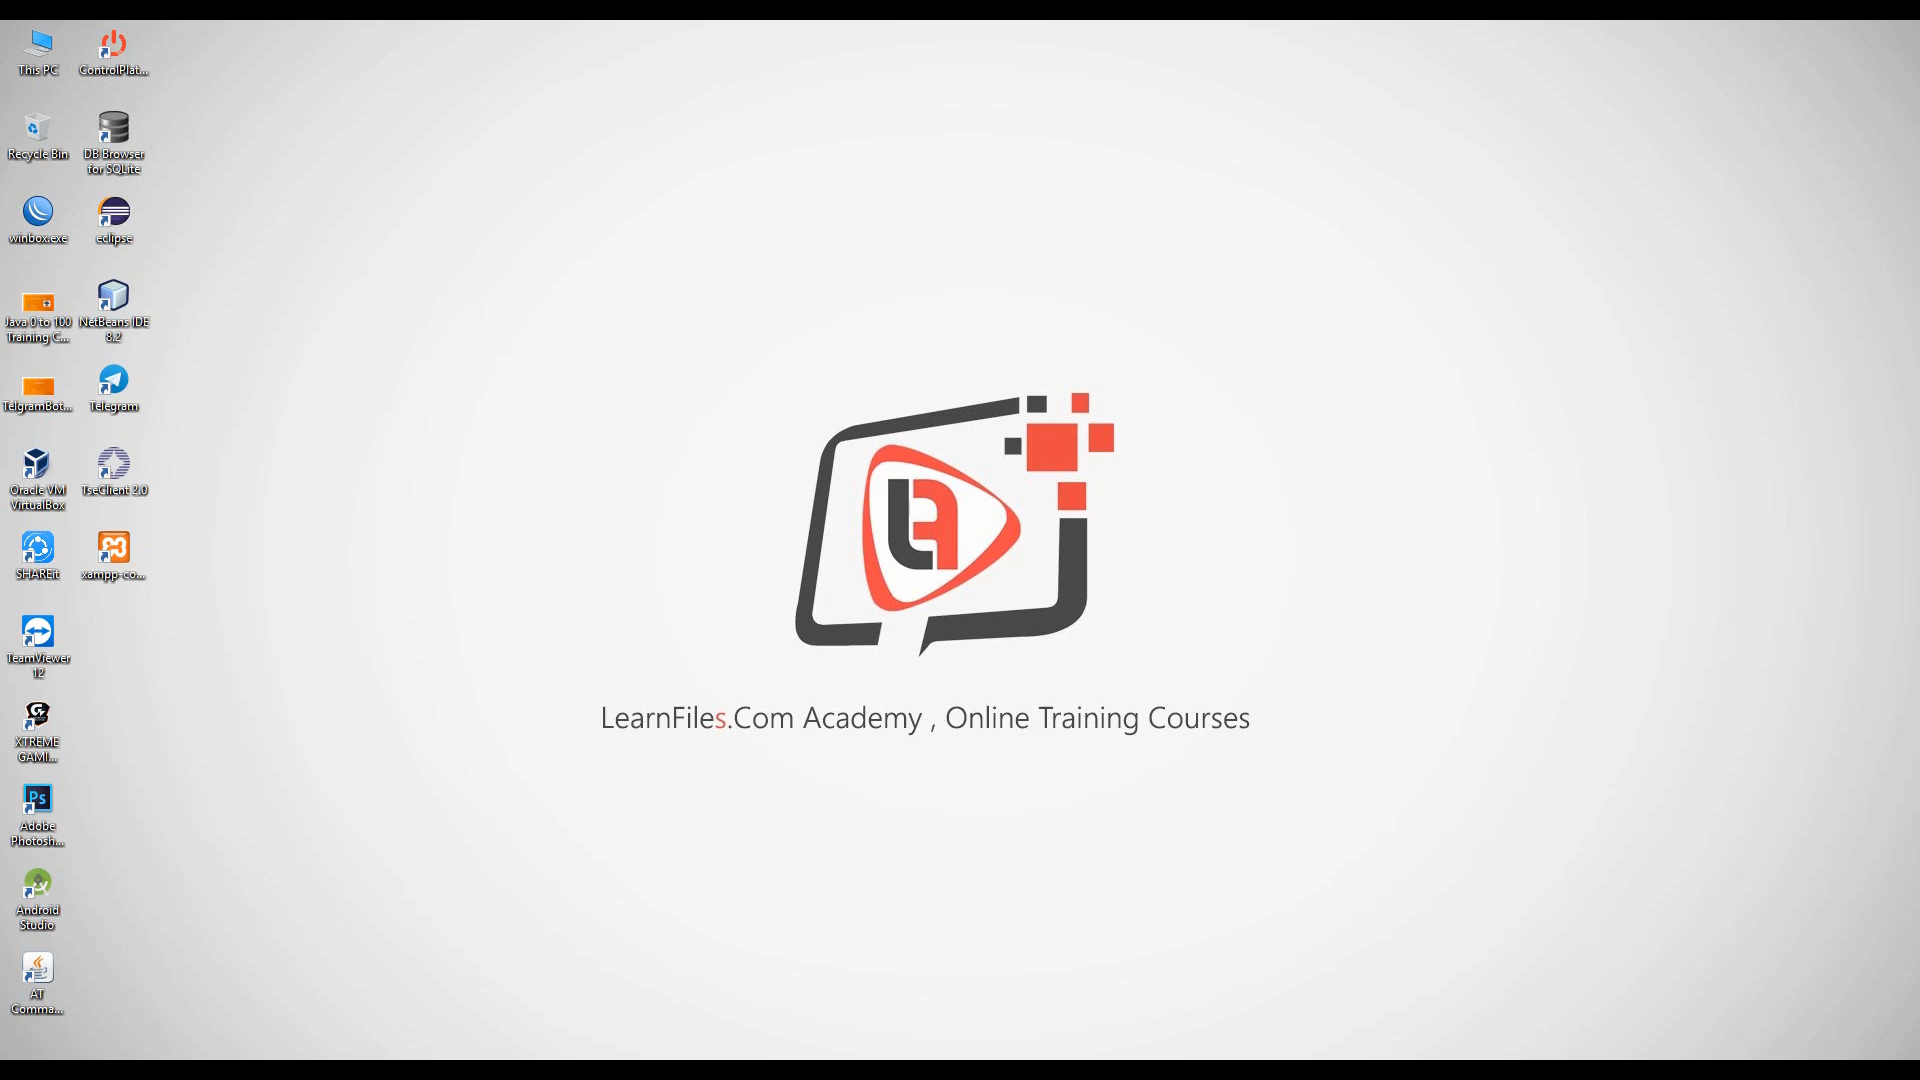 This PC
ControlPlat...
Recycle Bin
DB Browser
for SQLite
winbox.exe
eclipse
Java 0 to 100
Training C...
NetBeans IDE
8.2
TelgramBot...
Telegram
Oracle VM
VirtualBox
TseClient 2.0
SHAREit
xampp-co...
TeamViewer
12
XTREME
GAMI...
Ps
Adobe
Photosh...
Android
Studio
AT
Comma...
LearnFiles.Com Academy , Online Training Courses